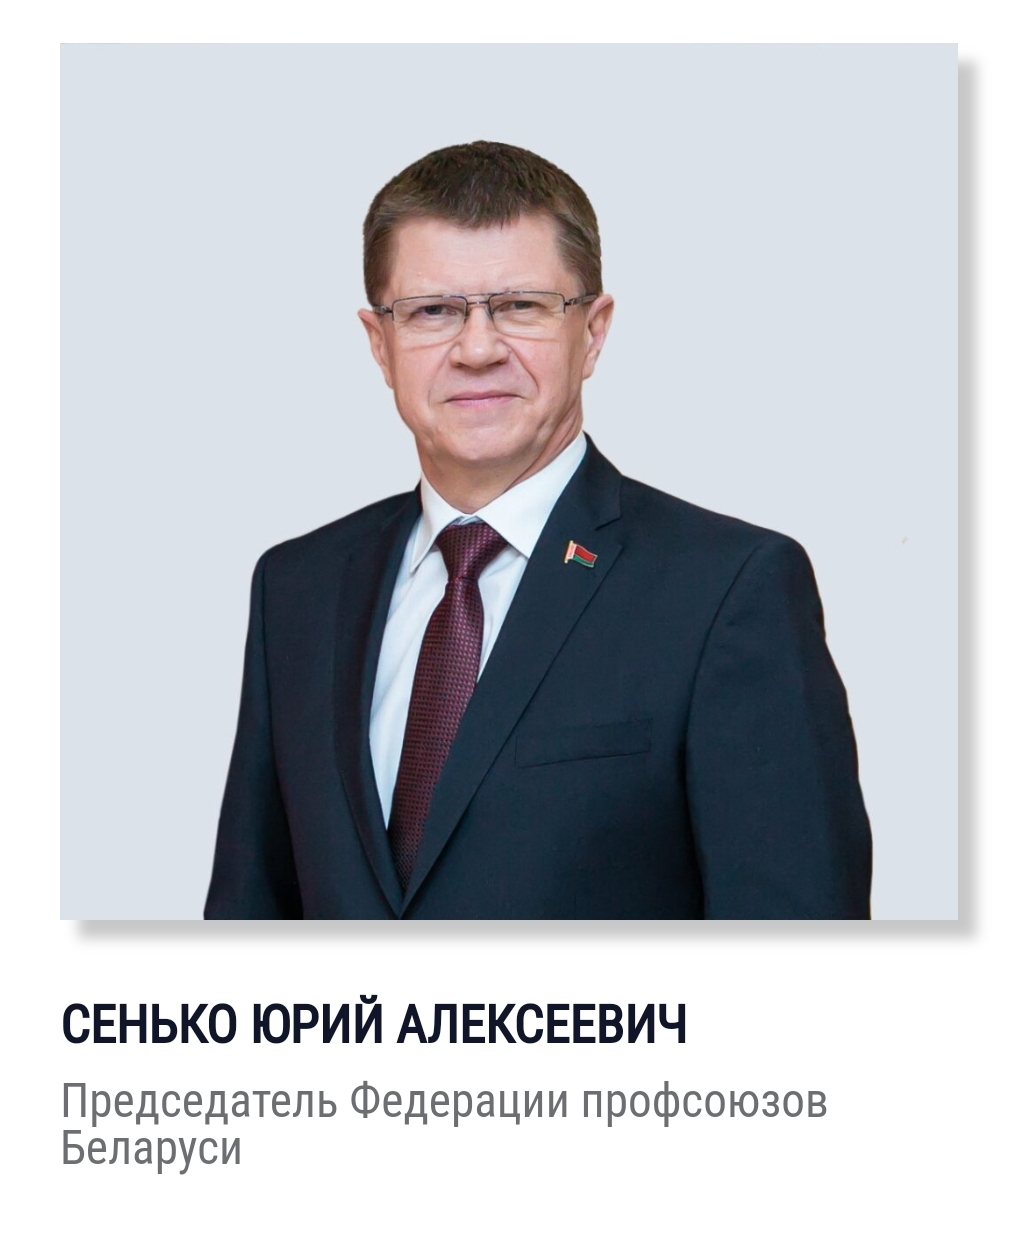 СЕНЬКО ЮРИЙ АЛЕКСЕЕВИЧ
Председатель Федерации профсоюзов
Беларуси